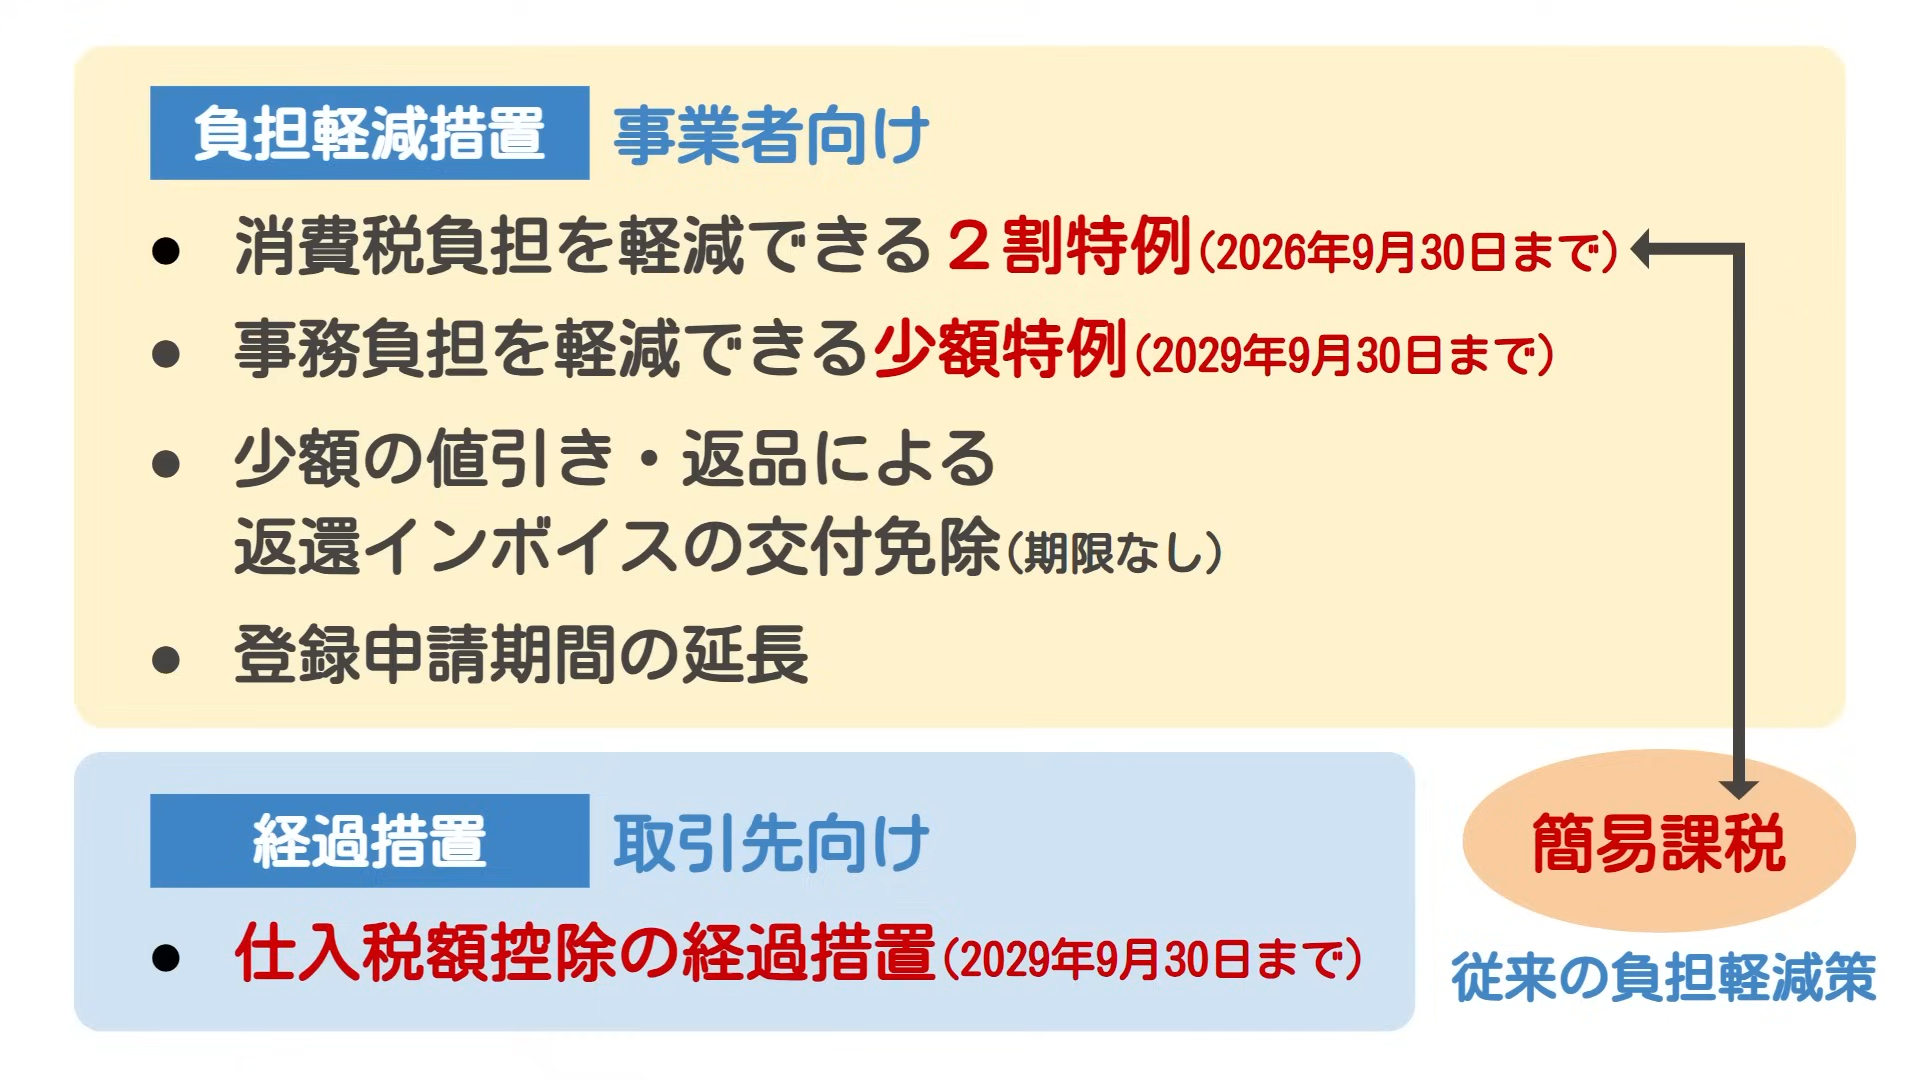 負担軽減措置 事業者向け
● 消費税負担を軽減できる２割特例(2026年9月30日まで)
● 事務負担を軽減できる少額特例(2029年9月30日まで)
● 少額の値引き・返品による
返還インボイスの交付免除(期限なし)
● 登録申請期間の延長
経過措置 取引先向け
● 仕入税額控除の経過措置(2029年9月30日まで)
簡易課税
従来の負担軽減策